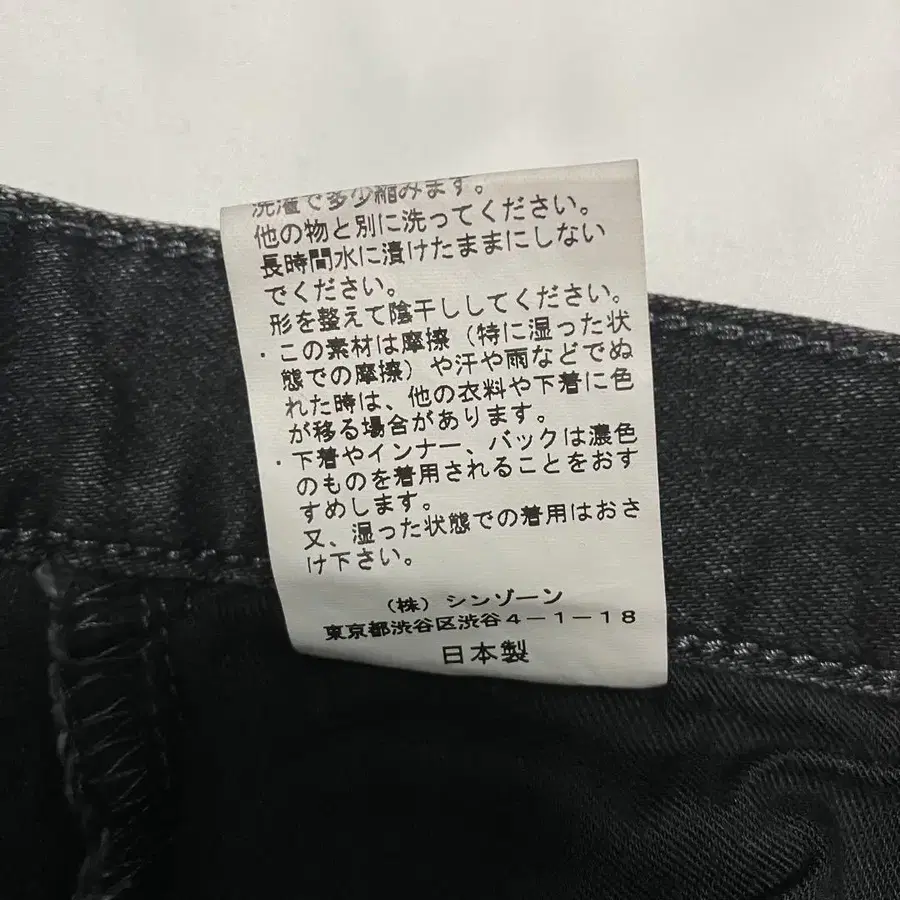 洗濯で多少縮みます。
他の物と別に洗ってください。
長時間水に漬けたままにしない
でください。
形を整えて陰干ししてください。
・この素材は摩擦（特に湿った状
態での摩擦）や汗や雨などでぬ
れた時は、他の衣料や下着に色
が移る場合があります。
・下着やインナー、バックは濃色
のものを着用されることをおす
すめします。
又、湿った状態での着用はおさ
け下さい。
（株）シンゾーン
東京都渋谷区渋谷４－１－１８
日本製